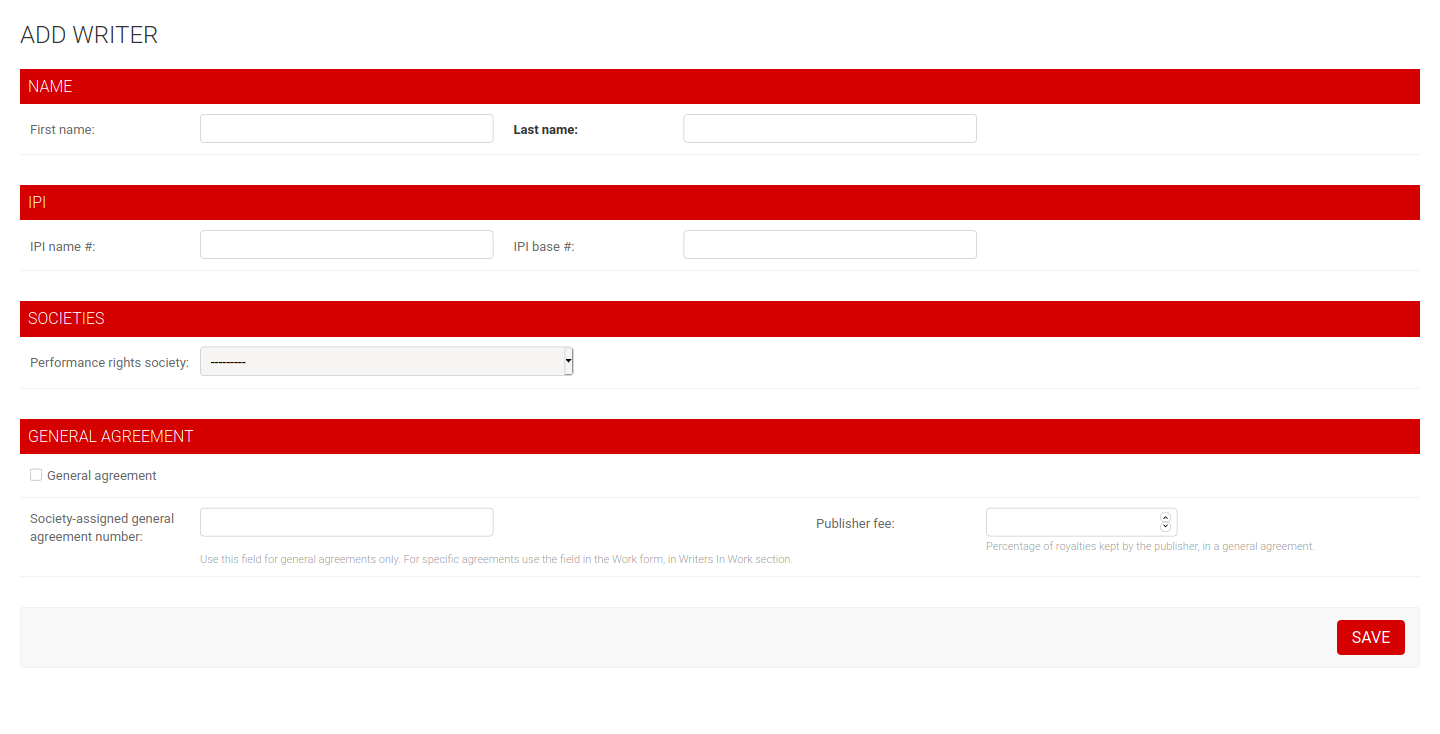 ADD WRITER
NAME
First name:
Last name:
IPI
IPI name #:
IPI base #:
SOCIETIES
Performance rights society:
---------
GENERAL AGREEMENT
General agreement
Society-assigned general
agreement number:
Publisher fee:
Use this field for general agreements only. For specific agreements use the field in the Work form, in Writers In Work section.
Percentage of royalties kept by the publisher, in a general agreement.
SAVE